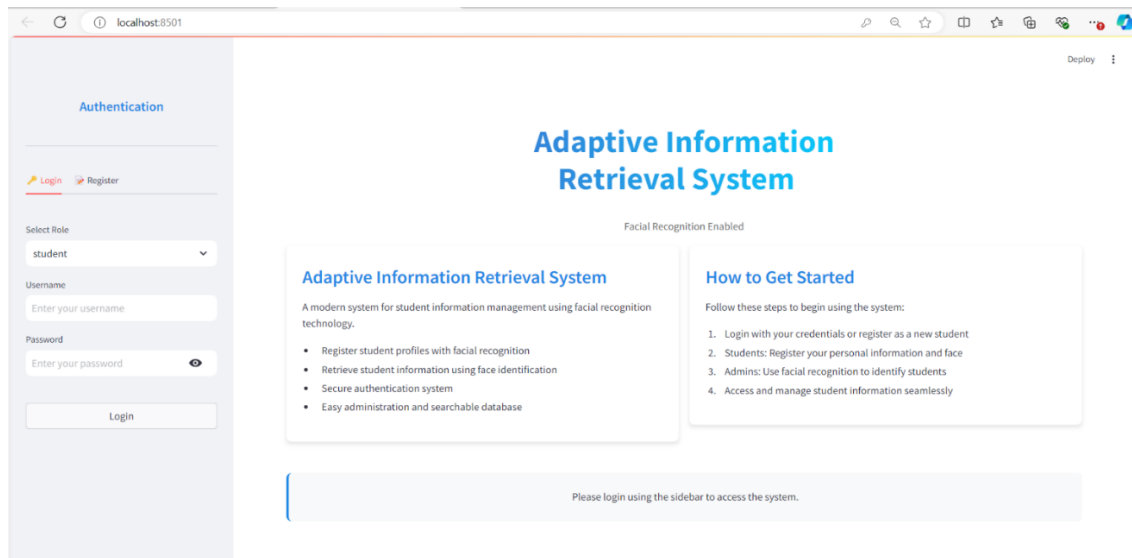 localhost:8501
Deploy
Authentication
Login Register
Select Role
student
Username
Enter your username
Password
Enter your password
Login
Adaptive Information
Retrieval System
Facial Recognition Enabled
Adaptive Information Retrieval System
A modern system for student information management using facial recognition
technology.
• Register student profiles with facial recognition
• Retrieve student information using face identification
• Secure authentication system
• Easy administration and searchable database
How to Get Started
Follow these steps to begin using the system:
1. Login with your credentials or register as a new student
2. Students: Register your personal information and face
3. Admins: Use facial recognition to identify students
4. Access and manage student information seamlessly
Please login using the sidebar to access the system.